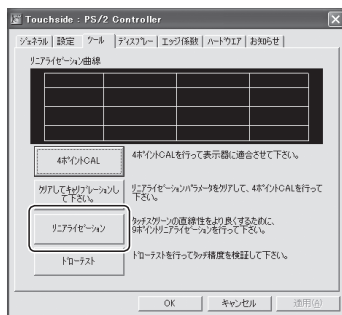 Touchside : PS/2 Controller
ジェネラル 設定 ツール ディスプレー エッジ係数 ハードウエア お知らせ
リニアライゼーション曲線
4ポイントCAL
4ポイントCALを行って表示器に適合させて下さい。
クリアしてキャリブレーションし
て下さい。
リニアライゼーションパラメータをクリアして、4ポイントCALを行って
下さい。
リニアライゼーション
タッチスクリーンの直線性をより良くするために、
9ポイントリニアライゼーションを行って下さい。
ドローテスト
ドローテストを行ってタッチ精度を検証して下さい。
OK キャンセル 適用(A)